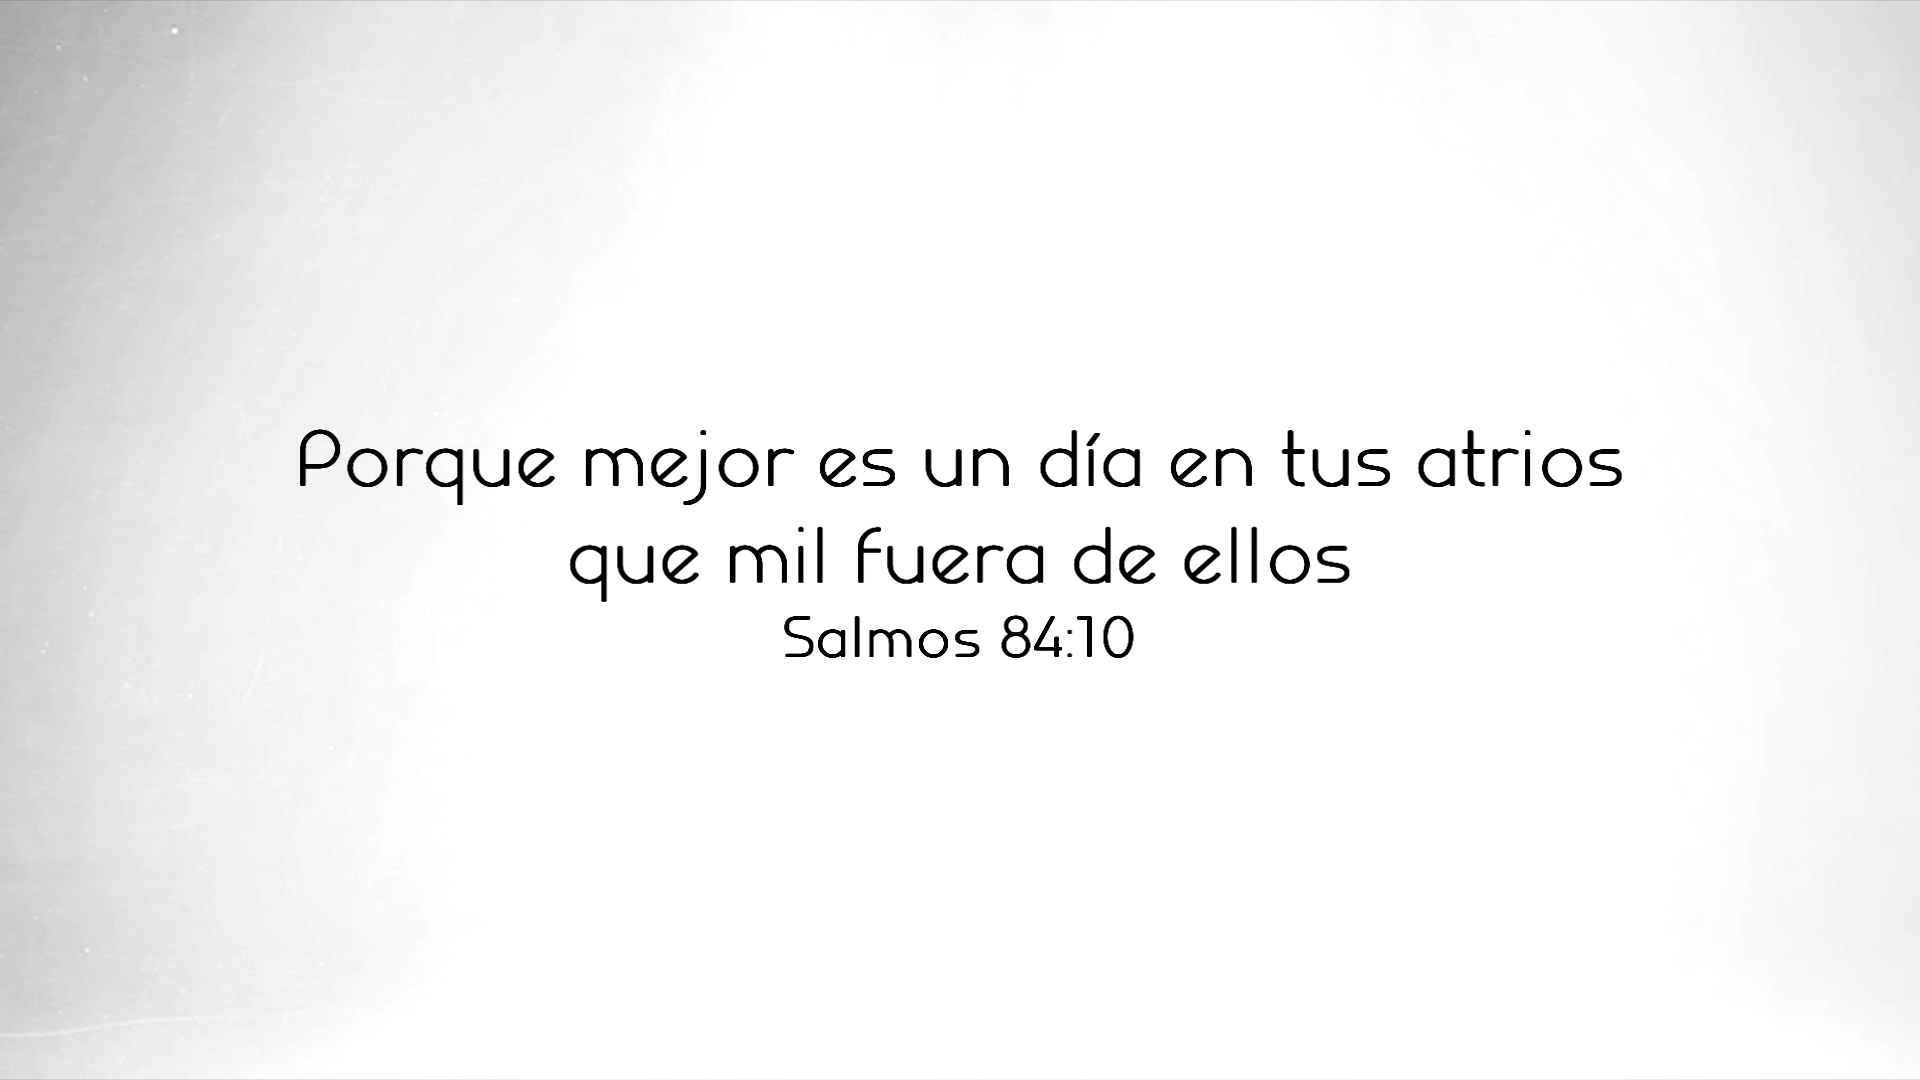 Porque mejor es un día en tus atrios
que mil fuera de ellos
Salmos 84:10